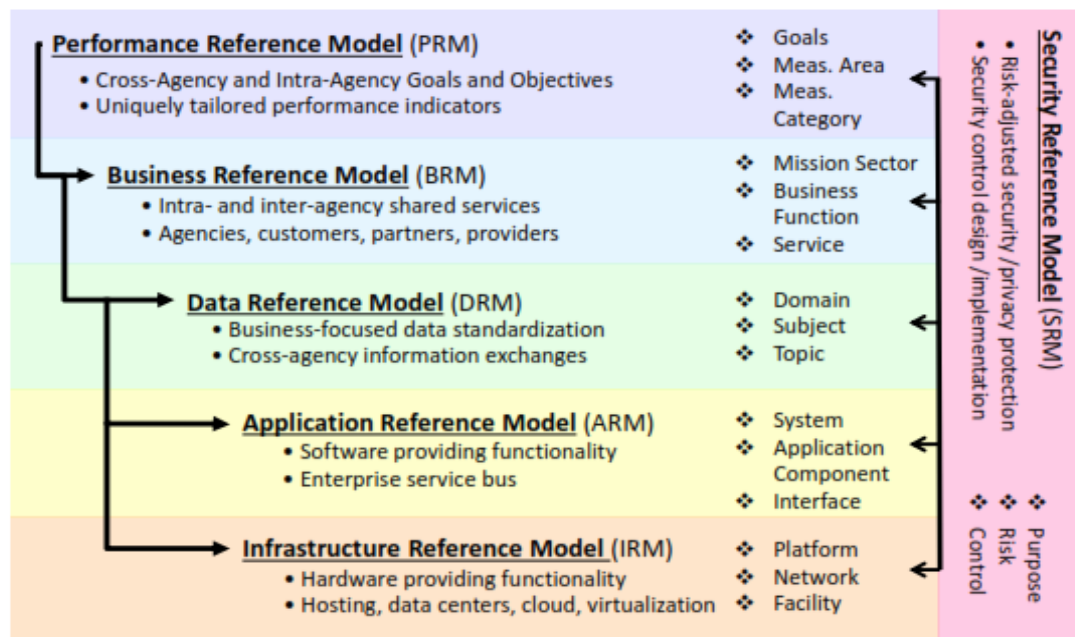 Performance Reference Model (PRM)
• Cross-Agency and Intra-Agency Goals and Objectives
• Uniquely tailored performance indicators
❖ Goals
❖ Meas. Area
❖ Meas.
Category
Business Reference Model (BRM)
• Intra- and inter-agency shared services
• Agencies, customers, partners, providers
❖ Mission Sector
❖ Business
Function
❖ Service
Data Reference Model (DRM)
• Business-focused data standardization
• Cross-agency information exchanges
❖ Domain
❖ Subject
❖ Topic
Application Reference Model (ARM)
• Software providing functionality
• Enterprise service bus
❖ System
❖ Application
Component
❖ Interface
Infrastructure Reference Model (IRM)
• Hardware providing functionality
• Hosting, data centers, cloud, virtualization
❖ Platform
❖ Network
❖ Facility
Security Reference Model (SRM)
• Risk-adjusted security/privacy protection
• Security control design/implementation
❖ Purpose
❖ Risk
❖ Control